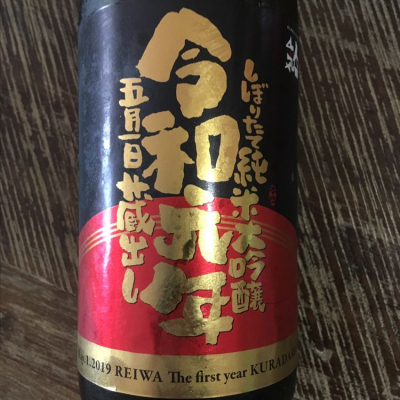 しぼりたて純米大吟醸
令和元年
五月一日蔵出し
1.2019 REIWA The first year KURADA